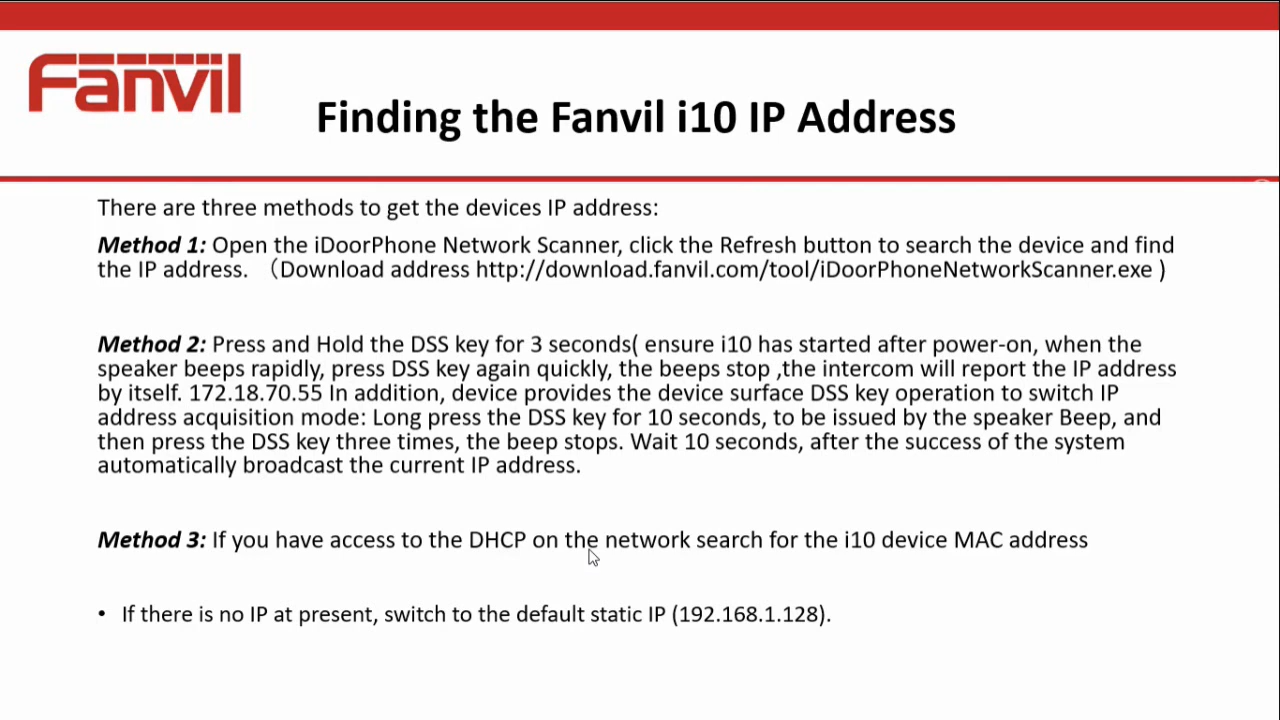 Fanvil
Finding the Fanvil i10 IP Address
There are three methods to get the devices IP address:
Method 1: Open the iDoorPhone Network Scanner, click the Refresh button to search the device and find
the IP address. （Download address http://download.fanvil.com/tool/iDoorPhoneNetworkScanner.exe )
Method 2: Press and Hold the DSS key for 3 seconds( ensure i10 has started after power-on, when the
speaker beeps rapidly, press DSS key again quickly, the beeps stop ,the intercom will report the IP address
by itself. 172.18.70.55 In addition, device provides the device surface DSS key operation to switch IP
address acquisition mode: Long press the DSS key for 10 seconds, to be issued by the speaker Beep, and
then press the DSS key three times, the beep stops. Wait 10 seconds, after the success of the system
automatically broadcast the current IP address.
Method 3: If you have access to the DHCP on the network search for the i10 device MAC address
• If there is no IP at present, switch to the default static IP (192.168.1.128).